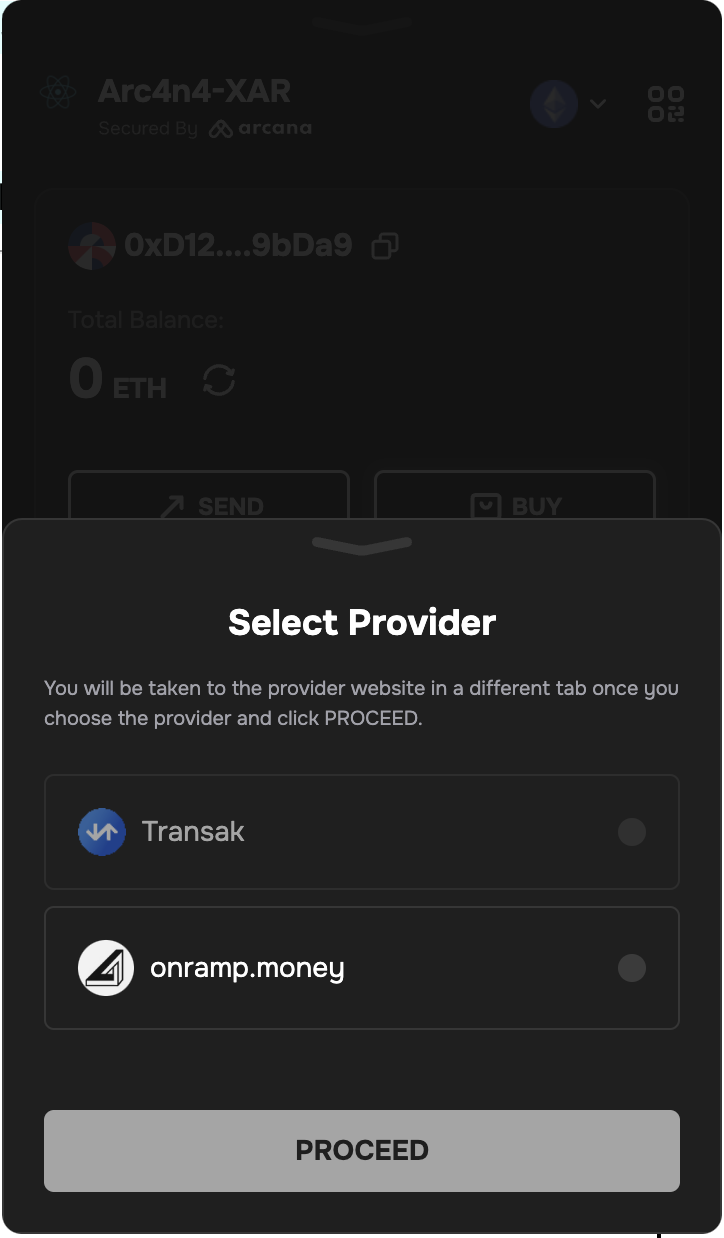 Arc4n4-XAR
Secured By arcana
0xD12....9bDa9
Total Balance:
0 ETH
SEND
BUY
Select Provider
You will be taken to the provider website in a different tab once you
choose the provider and click PROCEED.
Transak
onramp.money
PROCEED